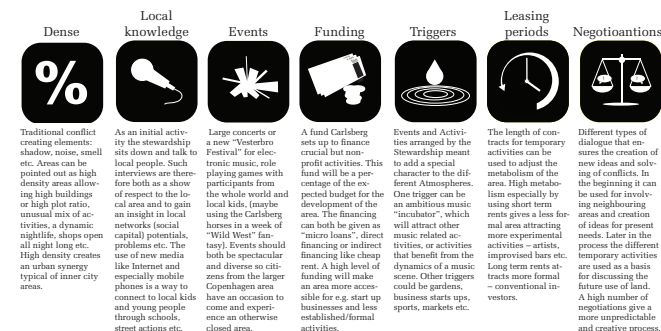 Dense
Local
knowledge
Events
Funding
Triggers
Leasing
periods
Negotioantions
%
Traditional conflict
creating elements:
shadow, noise, smell
etc. Areas can be
pointed out as high
density areas allow-
ing high buildings
or high plot ratio,
unusual mix of ac-
tivities, a dynamic
nightlife, shops open
all night long etc.
High density creates
an urban synergy
typical of inner city
areas.
As an initial activ-
ity the stewardship
sits down and talk to
local people. Such
interviews are there-
fore both as a show
of respect to the lo-
cal area and to gain
an insight in local
networks (social
capital) potentials,
problems etc. The
use of new media
like Internet and
especially mobile
phones is a way to
connect to local kids
and young people
through schools,
street actions etc.
Large concerts or
a new “Vesterbro
Festival” for elec-
tronic music, role
playing games with
participants from
the whole world and
local kids, (maybe
using the Carlsberg
horses in a week of
“Wild West” fan-
tasy). Events should
both be spectacular
and diverse so citi-
zens from the larger
Copenhagen area
have an occasion to
come and experi-
ence an otherwise
closed area.
A fund Carlsberg
sets up to finance
crucial but non-
profit activities. This
fund will be a per-
centage of the ex-
pected budget for the
development of the
area. The financing
can both be given as
“micro loans”, direct
financing or indirect
financing like cheap
rent. A high level of
funding will make
an area more acces-
sible for e.g. start up
businesses and less
established/formal
activities.
Events and Activi-
ties arranged by the
Stewardship meant
to add a special
character to the dif-
ferent Atmospheres.
One trigger can be
an ambitious music
“incubator”, which
will attract other
music related ac-
tivities, or activities
that benefit from the
dynamics of a music
scene. Other triggers
could be gardens,
business starts ups,
sports, markets etc.
The length of con-
tracts for temporary
activities can be
used to adjust the
metabolism of the
area. High metabo-
lism especially by
using short term
rents gives a less for-
mal area attracting
more experimental
activities – artists,
improvised bars etc.
Long term rents at-
tracts more formal
– conventional in-
vestors.
Different types of
dialogue that en-
sures the creation of
new ideas and solv-
ing of conflicts. In
the beginning it can
be used for involv-
ing neighbouring
areas and creation
of ideas for present
needs. Later in the
process the different
temporary activities
are used as a basis
for discussing the
future use of land.
A high number of
negotiations give a
more unpredictable
and creative process.